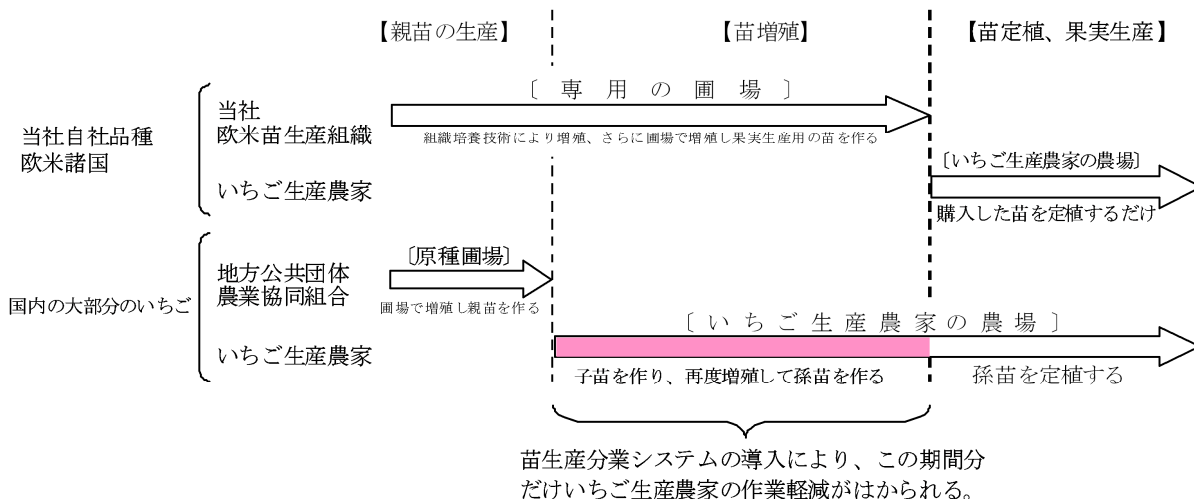 【親苗の生産】
【苗増殖】
【苗定植、果実生産】
当社自社品種
欧米諸国
当社
欧米苗生産組織
〔専用の圃場〕
組織培養技術により増殖、さらに圃場で増殖し果実生産用の苗を作る
いちご生産農家
〔いちご生産農家の農場〕
購入した苗を定植するだけ
国内の大部分のいちご
地方公共団体
農業協同組合
〔原種圃場〕
圃場で増殖し親苗を作る
いちご生産農家
〔いちご生産農家の農場〕
子苗を作り、再度増殖して孫苗を作る
孫苗を定植する
苗生産分業システムの導入により、この期間分
だけいちご生産農家の作業軽減がはかられる。